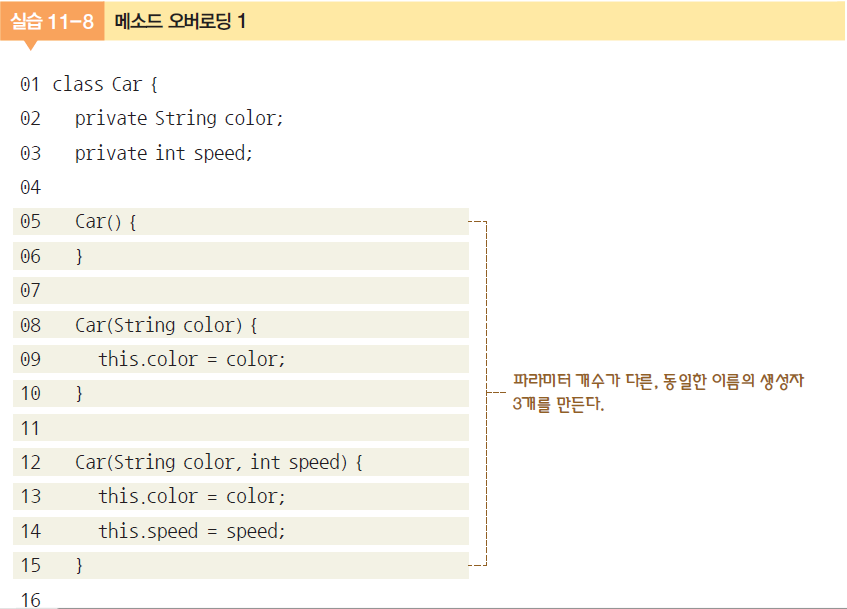 실습 11-8 메소드 오버로딩 1
01 class Car {
02 private String color;
03 private int speed;
04
05 Car() {
06 }
07
08 Car(String color) {
09 this.color = color;
10 }
11
12 Car(String color, int speed) {
13 this.color = color;
14 this.speed = speed;
15 }
16
파라미터 개수가 다른, 동일한 이름의 생성자
3개를 만든다.